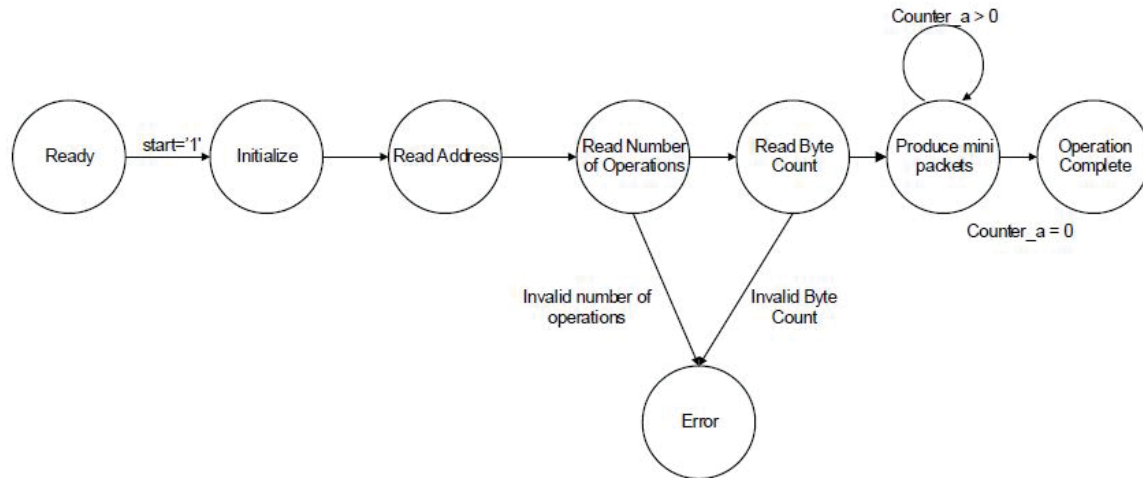 Counter_a > 0
Ready
start='1'
Initialize
Read Address
Read Number
of Operations
Read Byte
Count
Produce mini
packets
Operation
Complete
Counter_a = 0
Invalid number of
operations
Invalid Byte
Count
Error